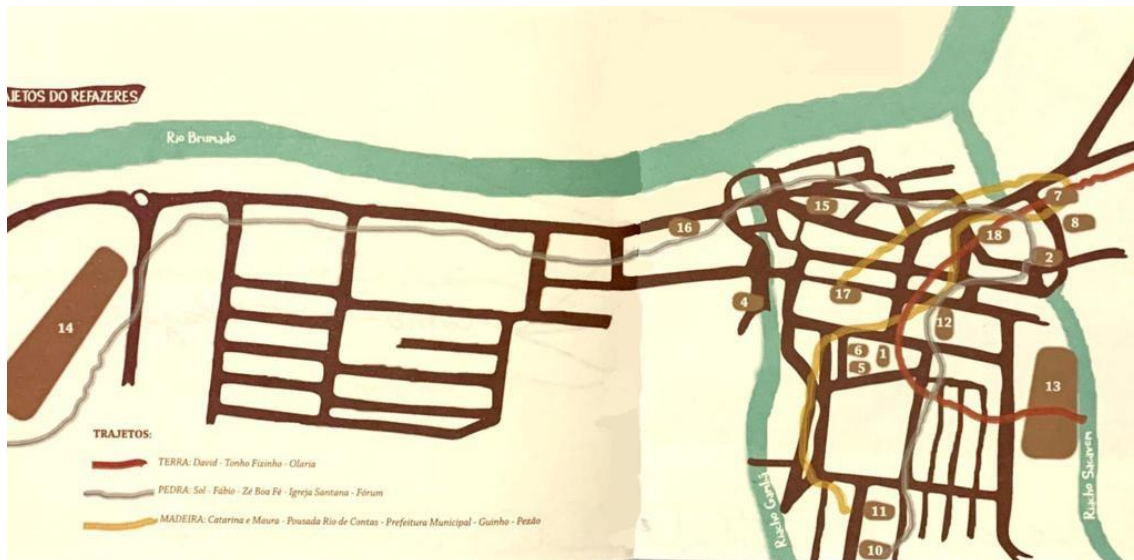 AJETOS DO REFAZERES
Rio Brumado
7
8
15
16
18
2
17
4
12
14
6
1
5
13
TRAJETOS:
TERRA: David - Tonho Fizinho - Olaria
PEDRA: Sol - Fábio - Zé Boa Fé - Igreja Santana - Fórum
MADEIRA: Catarina e Maura - Pousada Rio de Contas - Prefeitura Municipal - Guinho - Pezão
Riacho
Riacho Sacavem
11
10